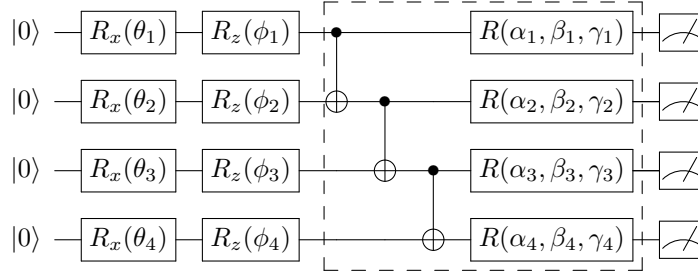 |0⟩ R_x(θ_1) R_z(ϕ_1) R(α_1, β_1, γ_1)
|0⟩ R_x(θ_2) R_z(ϕ_2) R(α_2, β_2, γ_2)
|0⟩ R_x(θ_3) R_z(ϕ_3) R(α_3, β_3, γ_3)
|0⟩ R_x(θ_4) R_z(ϕ_4) R(α_4, β_4, γ_4)